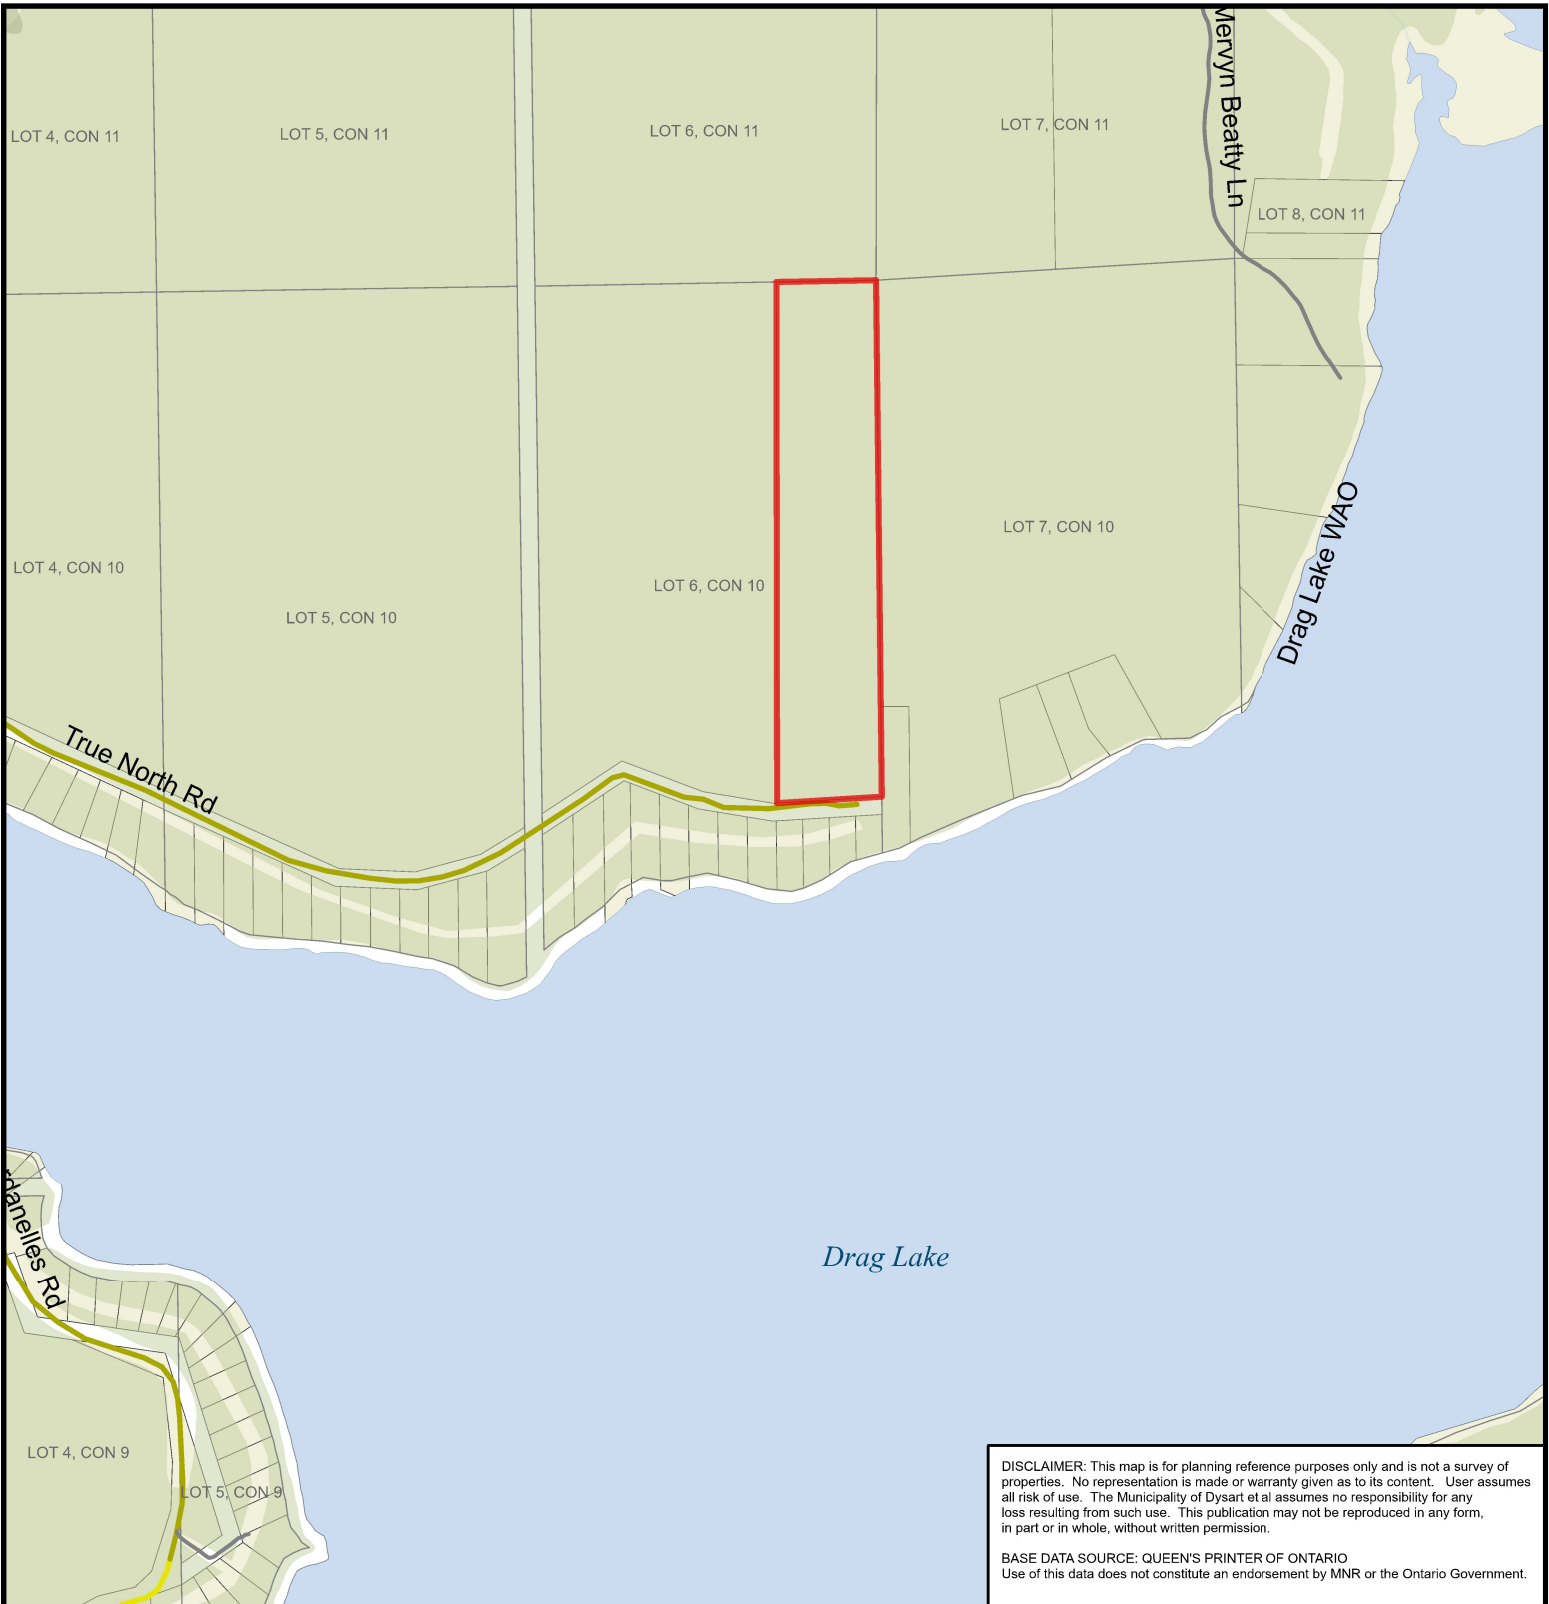 Mervyn Beatty Ln
LOT 4, CON 11
LOT 5, CON 11
LOT 6, CON 11
LOT 7, CON 11
LOT 8, CON 11
LOT 4, CON 10
LOT 5, CON 10
LOT 6, CON 10
LOT 7, CON 10
Drag Lake WAO
True North Rd
rdanelles Rd
Drag Lake
LOT 4, CON 9
LOT 5, CON 9
DISCLAIMER: This map is for planning reference purposes only and is not a survey of
properties. No representation is made or warranty given as to its content. User assumes
all risk of use. The Municipality of Dysart et al assumes no responsibility for any
loss resulting from such use. This publication may not be reproduced in any form,
in part or in whole, without written permission.
BASE DATA SOURCE: QUEEN'S PRINTER OF ONTARIO
Use of this data does not constitute an endorsement by MNR or the Ontario Government.